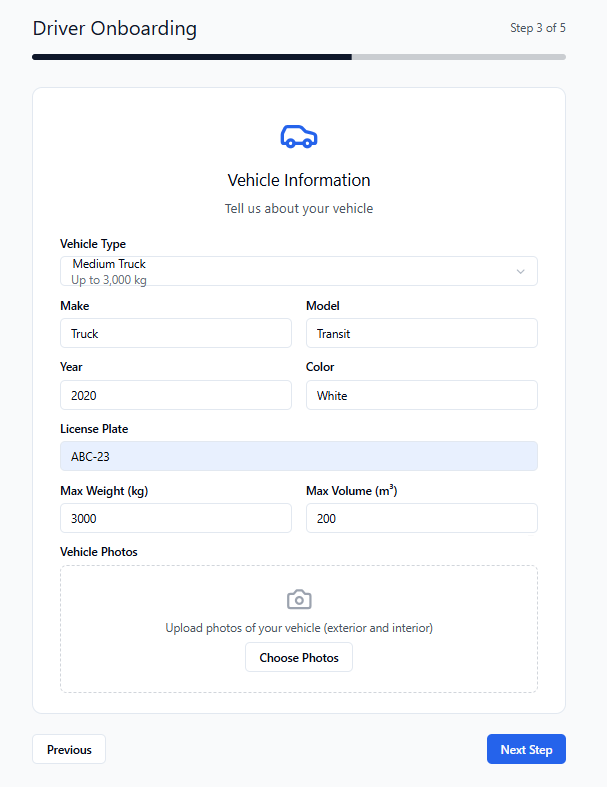 Driver Onboarding
Step 3 of 5
Vehicle Information
Tell us about your vehicle
Vehicle Type
Medium Truck
Up to 3,000 kg
Make
Model
Truck
Transit
Year
Color
2020
White
License Plate
ABC-23
Max Weight (kg)
Max Volume (m³)
3000
200
Vehicle Photos
Upload photos of your vehicle (exterior and interior)
Choose Photos
Previous
Next Step